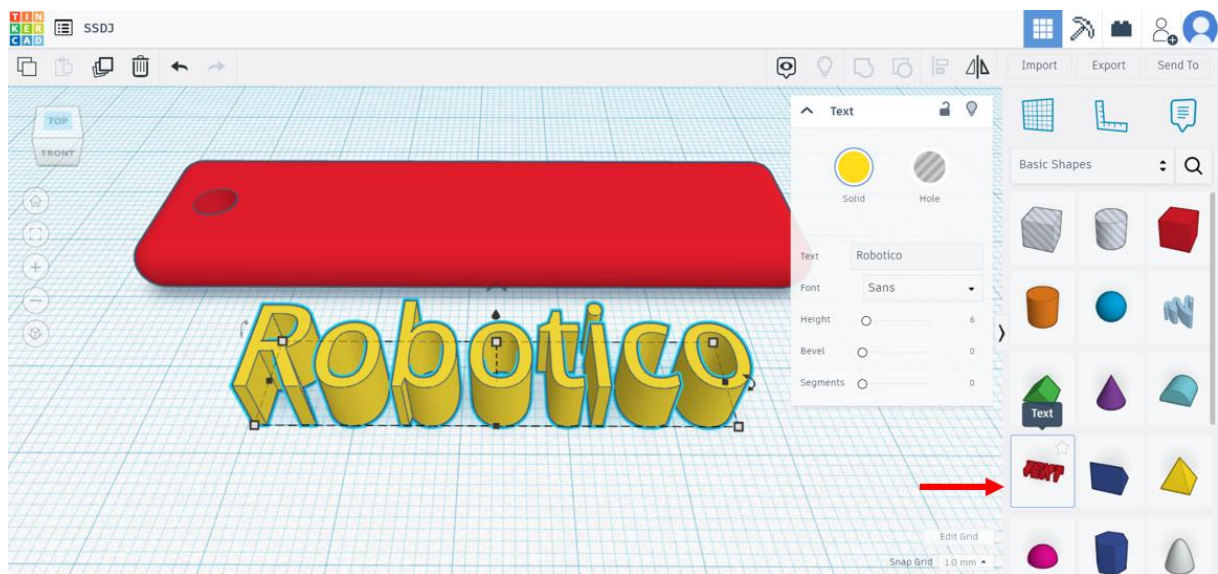 TIN
KER
CAD
SSDJ
Import Export Send To
TOP
FRONT
Text
Solid Hole
Text Robotico
Font Sans
Height 6
Bevel 0
Segments 0
Basic Shapes
Robotico
Text
TEXT
Edit Grid
Snap Grid 1.0 mm